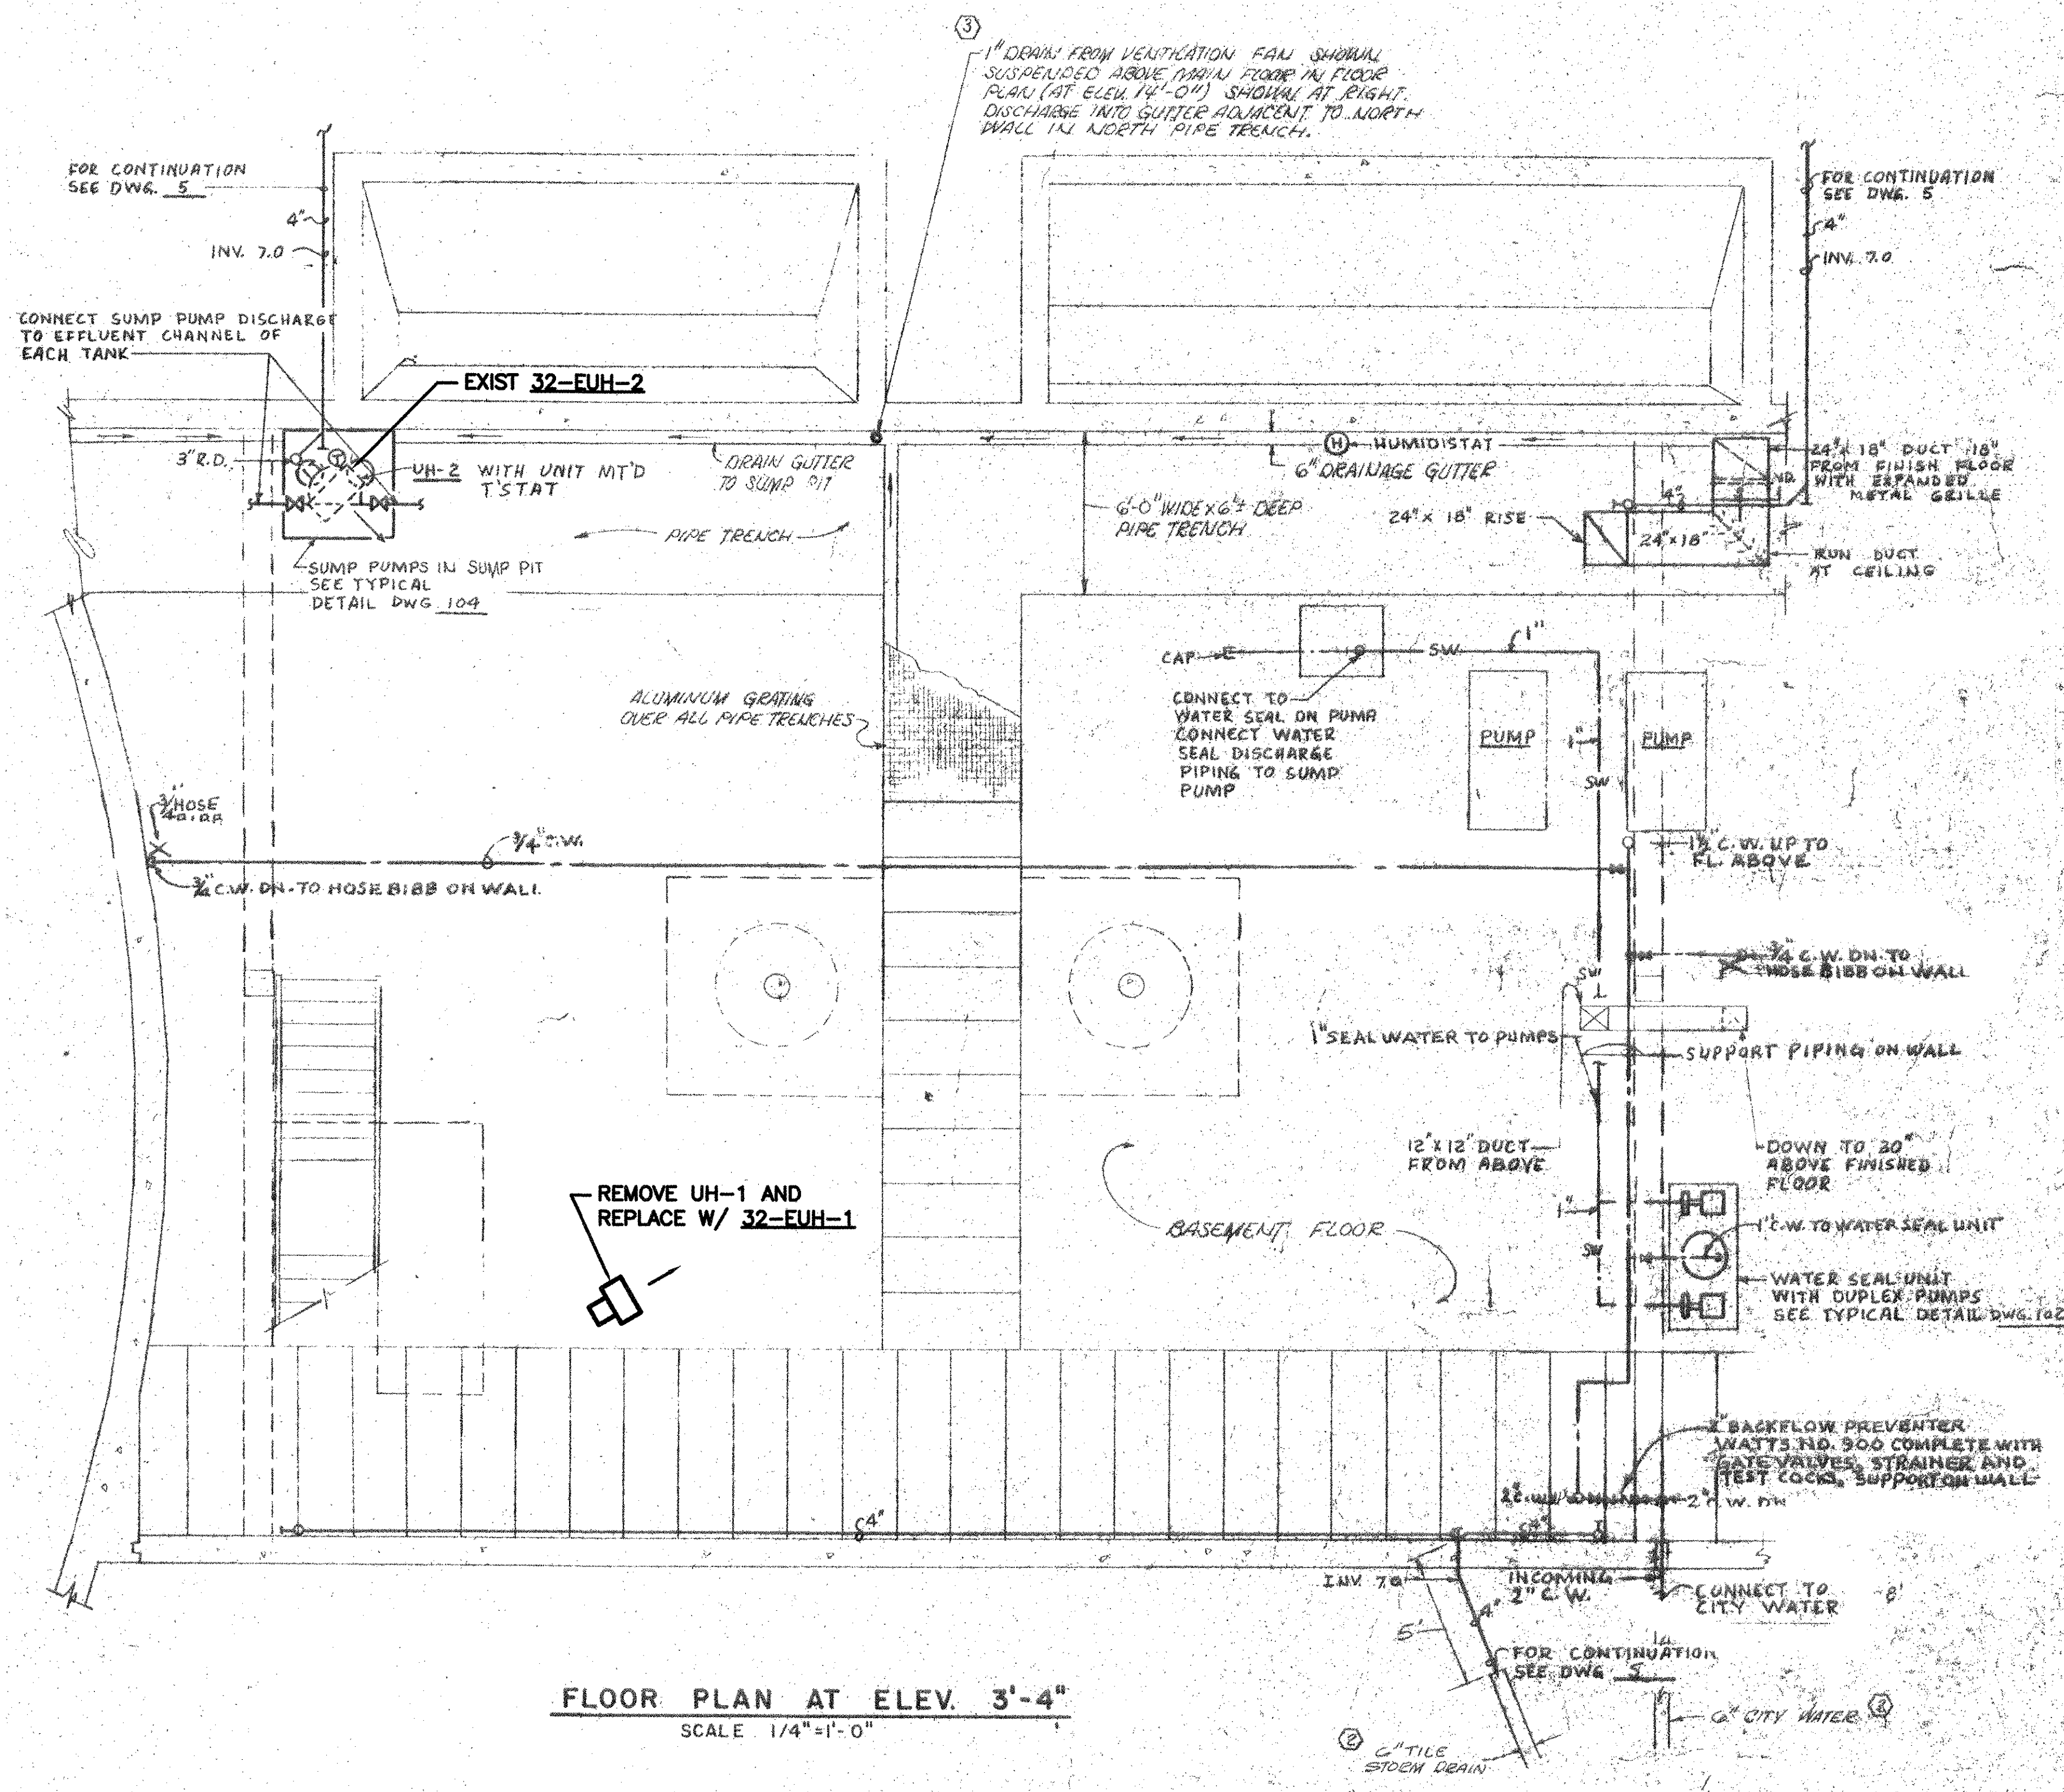 3
1" DRAIN FROM VENTILATION FAN SHOWN
SUSPENDED ABOVE MAIN FLOOR IN FLOOR
PLAN (AT ELEV. 14'-0") SHOWN AT RIGHT.
DISCHARGE INTO GUTTER ADJACENT TO NORTH
WALL IN NORTH PIPE TRENCH.
FOR CONTINUATION
SEE DWG. 5
4"
INV. 7.0
FOR CONTINUATION
SEE DWG. 5
4"
INV. 7.0
CONNECT SUMP PUMP DISCHARGE
TO EFFLUENT CHANNEL OF
EACH TANK
EXIST 32-EUH-2
3" R.D.
T
UH-2 WITH UNIT MT'D
T'STAT
DRAIN GUTTER
TO SUMP PIT
H
HUMIDISTAT
6" DRAINAGE GUTTER
24" x 18" DUCT 18"
FROM FINISH FLOOR
WITH EXPANDED
METAL GRILLE
4"
6'-0" WIDE x 6'± DEEP
PIPE TRENCH
24" x 18" RISE
24"x18"
RUN DUCT
AT CEILING
PIPE TRENCH
SUMP PUMPS IN SUMP PIT
SEE TYPICAL
DETAIL DWG 104
CAP
SW
1"
ALUMINUM GRATING
OVER ALL PIPE TRENCHES
CONNECT TO
WATER SEAL ON PUMP
CONNECT WATER
SEAL DISCHARGE
PIPING TO SUMP
PUMP
PUMP
1"
PUMP
SW
3/4" HOSE
3/4" C.W.
1 1/2" C.W. UP TO
FL. ABOVE
3/4" C.W. DN. TO HOSE BIBB ON WALL
3/4" C.W. DN. TO
HOSE BIBB ON WALL
SW
1" SEAL WATER TO PUMPS
SUPPORT PIPING ON WALL
12" x 12" DUCT
FROM ABOVE
DOWN TO 30"
ABOVE FINISHED
FLOOR
REMOVE UH-1 AND
REPLACE W/ 32-EUH-1
BASEMENT FLOOR
1"
1" C.W. TO WATER SEAL UNIT
SW
WATER SEAL UNIT
WITH DUPLEX PUMPS
SEE TYPICAL DETAIL DWG. 102
2" BACKFLOW PREVENTER
WATTS NO. 900 COMPLETE WITH
GATE VALVES, STRAINER AND
TEST COCKS, SUPPORT ON WALL
2" C.W.
4"
4"
INV. 7.0
INCOMING
2" C.W.
CONNECT TO
CITY WATER
8'
4"
5'
FOR CONTINUATION
SEE DWG 5
FLOOR PLAN AT ELEV. 3'-4"
SCALE 1/4"=1'-0"
6" CITY WATER
2
6" TILE
STORM DRAIN